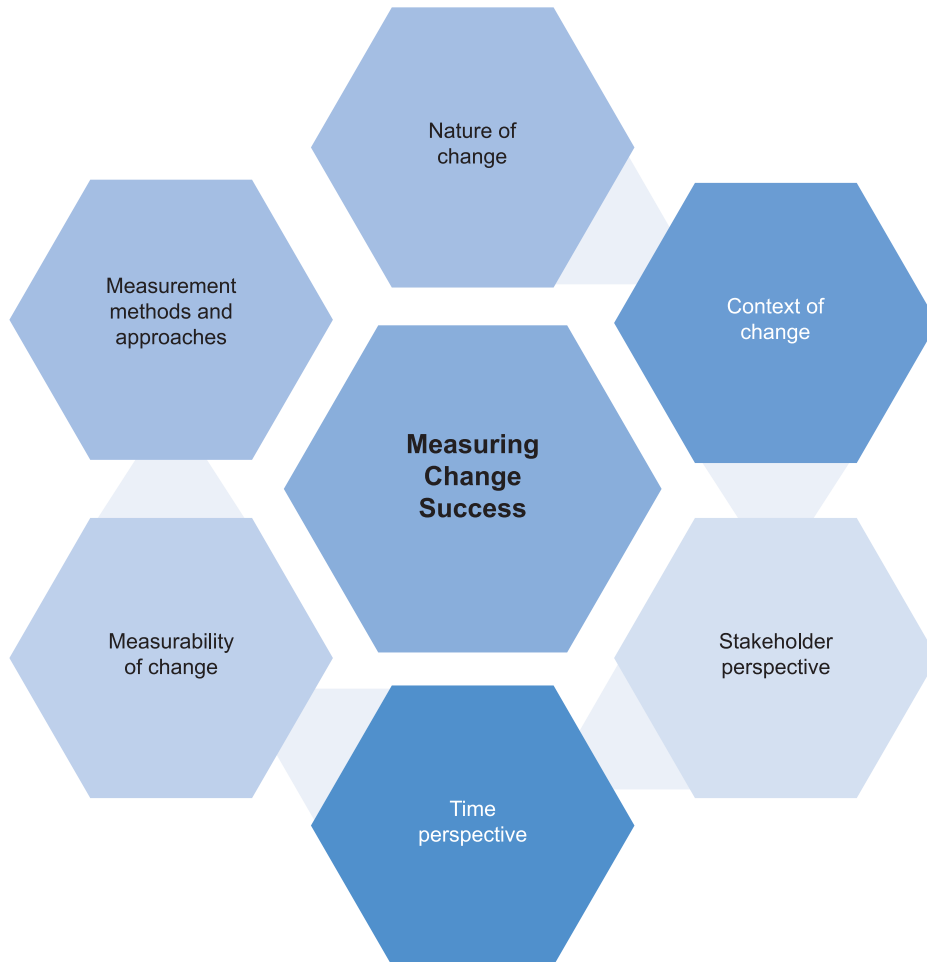 Nature of
change
Measurement
methods and
approaches
Context of
change
Measuring
Change
Success
Measurability
of change
Stakeholder
perspective
Time
perspective